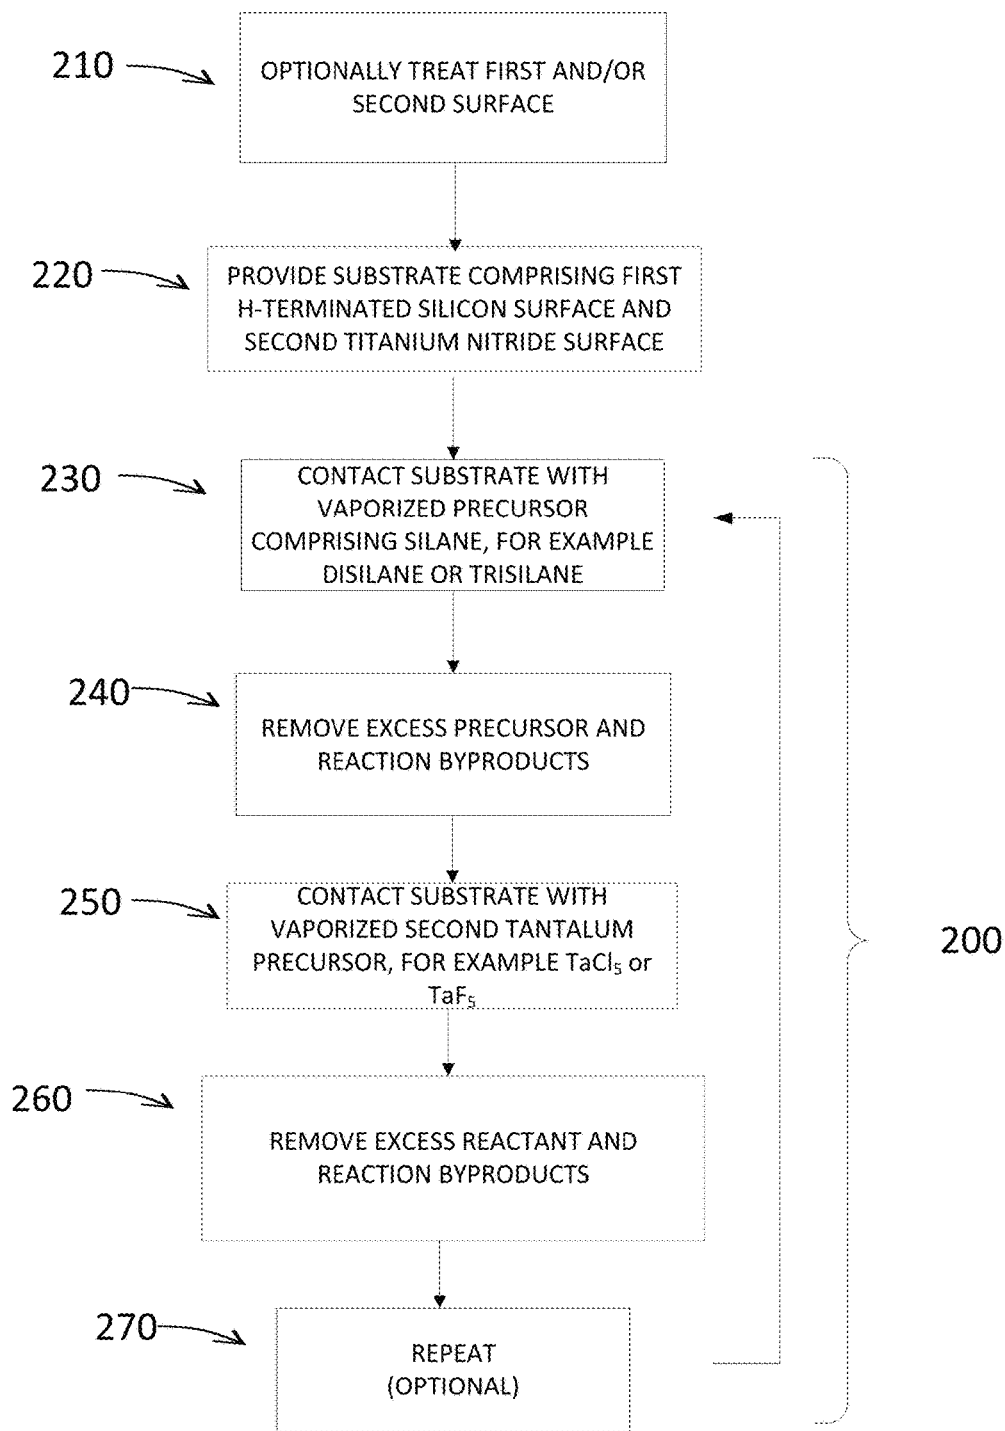 210
OPTIONALLY TREAT FIRST AND/OR
SECOND SURFACE
220
PROVIDE SUBSTRATE COMPRISING FIRST
H-TERMINATED SILICON SURFACE AND
SECOND TITANIUM NITRIDE SURFACE
230
CONTACT SUBSTRATE WITH
VAPORIZED PRECURSOR
COMPRISING SILANE, FOR EXAMPLE
DISILANE OR TRISILANE
240
REMOVE EXCESS PRECURSOR AND
REACTION BYPRODUCTS
250
CONTACT SUBSTRATE WITH
VAPORIZED SECOND TANTALUM
PRECURSOR, FOR EXAMPLE TaCl₅ or
TaF₅
200
260
REMOVE EXCESS REACTANT AND
REACTION BYPRODUCTS
270
REPEAT
(OPTIONAL)